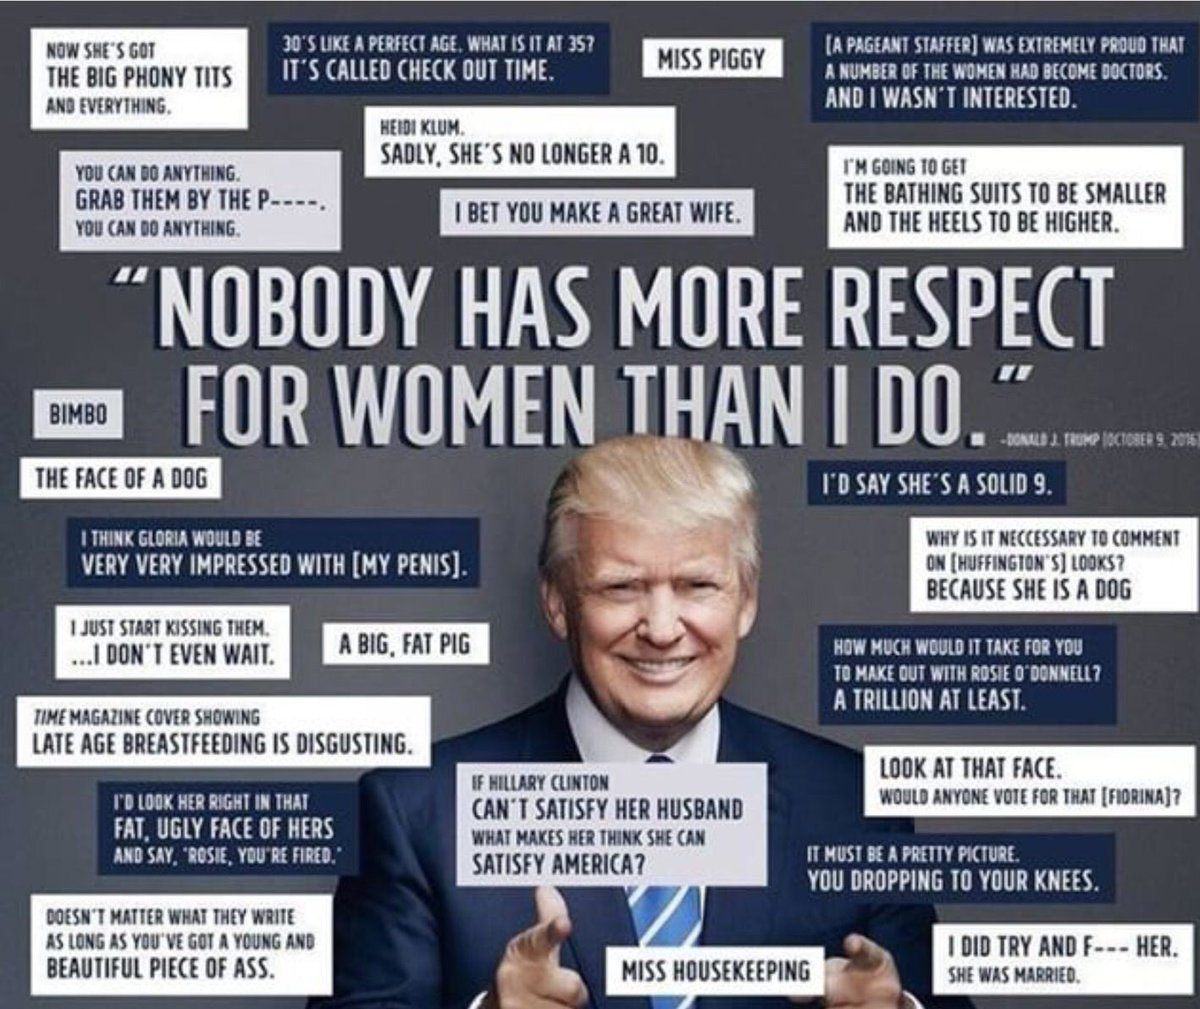 NOW SHE'S GOT
THE BIG PHONY TITS
AND EVERYTHING.
30'S LIKE A PERFECT AGE. WHAT IS IT AT 35?
IT'S CALLED CHECK OUT TIME.
MISS PIGGY
[A PAGEANT STAFFER] WAS EXTREMELY PROUD THAT
A NUMBER OF THE WOMEN HAD BECOME DOCTORS.
AND I WASN'T INTERESTED.
HEIDI KLUM.
SADLY, SHE'S NO LONGER A 10.
YOU CAN DO ANYTHING.
GRAB THEM BY THE P----.
YOU CAN DO ANYTHING.
I BET YOU MAKE A GREAT WIFE.
I'M GOING TO GET
THE BATHING SUITS TO BE SMALLER
AND THE HEELS TO BE HIGHER.
"NOBODY HAS MORE RESPECT
FOR WOMEN THAN I DO."
-DONALD J. TRUMP [OCTOBER 9, 2016]
BIMBO
THE FACE OF A DOG
I'D SAY SHE'S A SOLID 9.
I THINK GLORIA WOULD BE
VERY VERY IMPRESSED WITH [MY PENIS].
WHY IS IT NECCESSARY TO COMMENT
ON [HUFFINGTON'S] LOOKS?
BECAUSE SHE IS A DOG
I JUST START KISSING THEM.
...I DON'T EVEN WAIT.
A BIG, FAT PIG
HOW MUCH WOULD IT TAKE FOR YOU
TO MAKE OUT WITH ROSIE O'DONNELL?
A TRILLION AT LEAST.
TIME MAGAZINE COVER SHOWING
LATE AGE BREASTFEEDING IS DISGUSTING.
IF HILLARY CLINTON
CAN'T SATISFY HER HUSBAND
WHAT MAKES HER THINK SHE CAN
SATISFY AMERICA?
LOOK AT THAT FACE.
WOULD ANYONE VOTE FOR THAT [FIORINA]?
I'D LOOK HER RIGHT IN THAT
FAT, UGLY FACE OF HERS
AND SAY, 'ROSIE, YOU'RE FIRED.'
IT MUST BE A PRETTY PICTURE.
YOU DROPPING TO YOUR KNEES.
DOESN'T MATTER WHAT THEY WRITE
AS LONG AS YOU'VE GOT A YOUNG AND
BEAUTIFUL PIECE OF ASS.
MISS HOUSEKEEPING
I DID TRY AND F--- HER.
SHE WAS MARRIED.